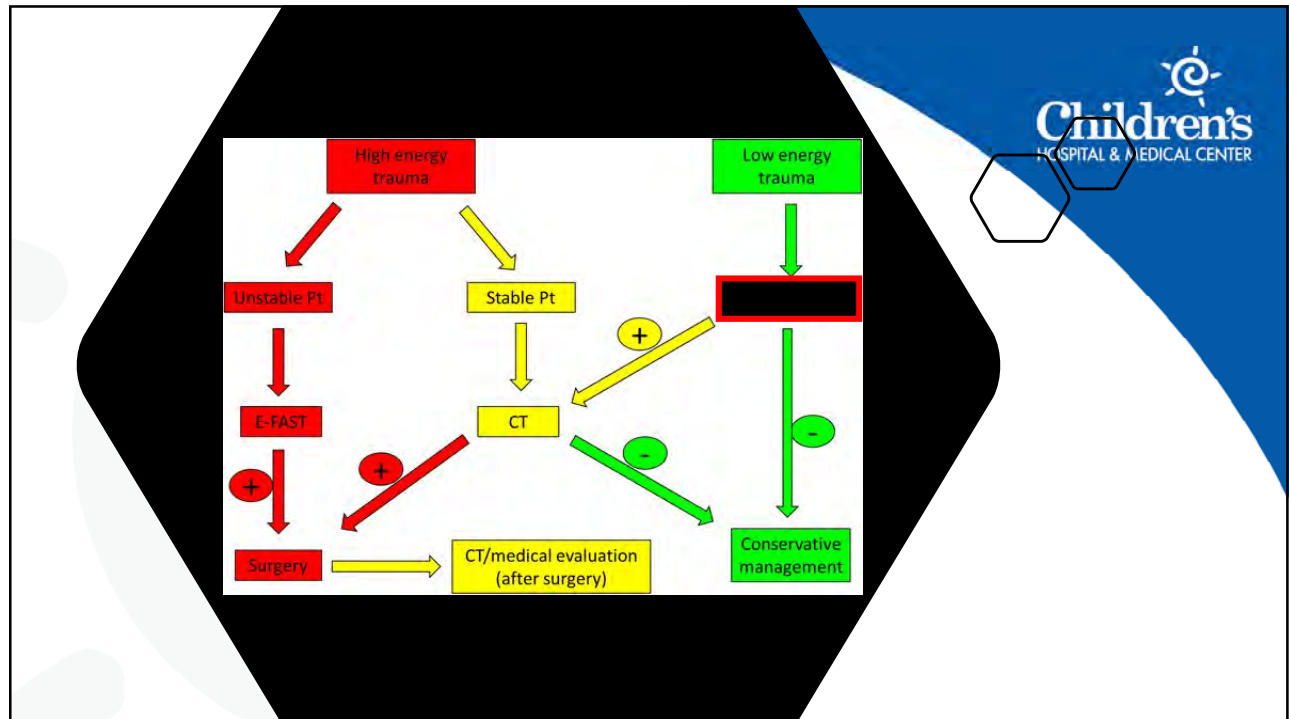 Children's
HOSPITAL & MEDICAL CENTER
High energy
trauma
Low energy
trauma
Unstable Pt
Stable Pt
+
E-FAST
CT
-
+
-
+
Surgery
CT/medical evaluation
(after surgery)
Conservative
management